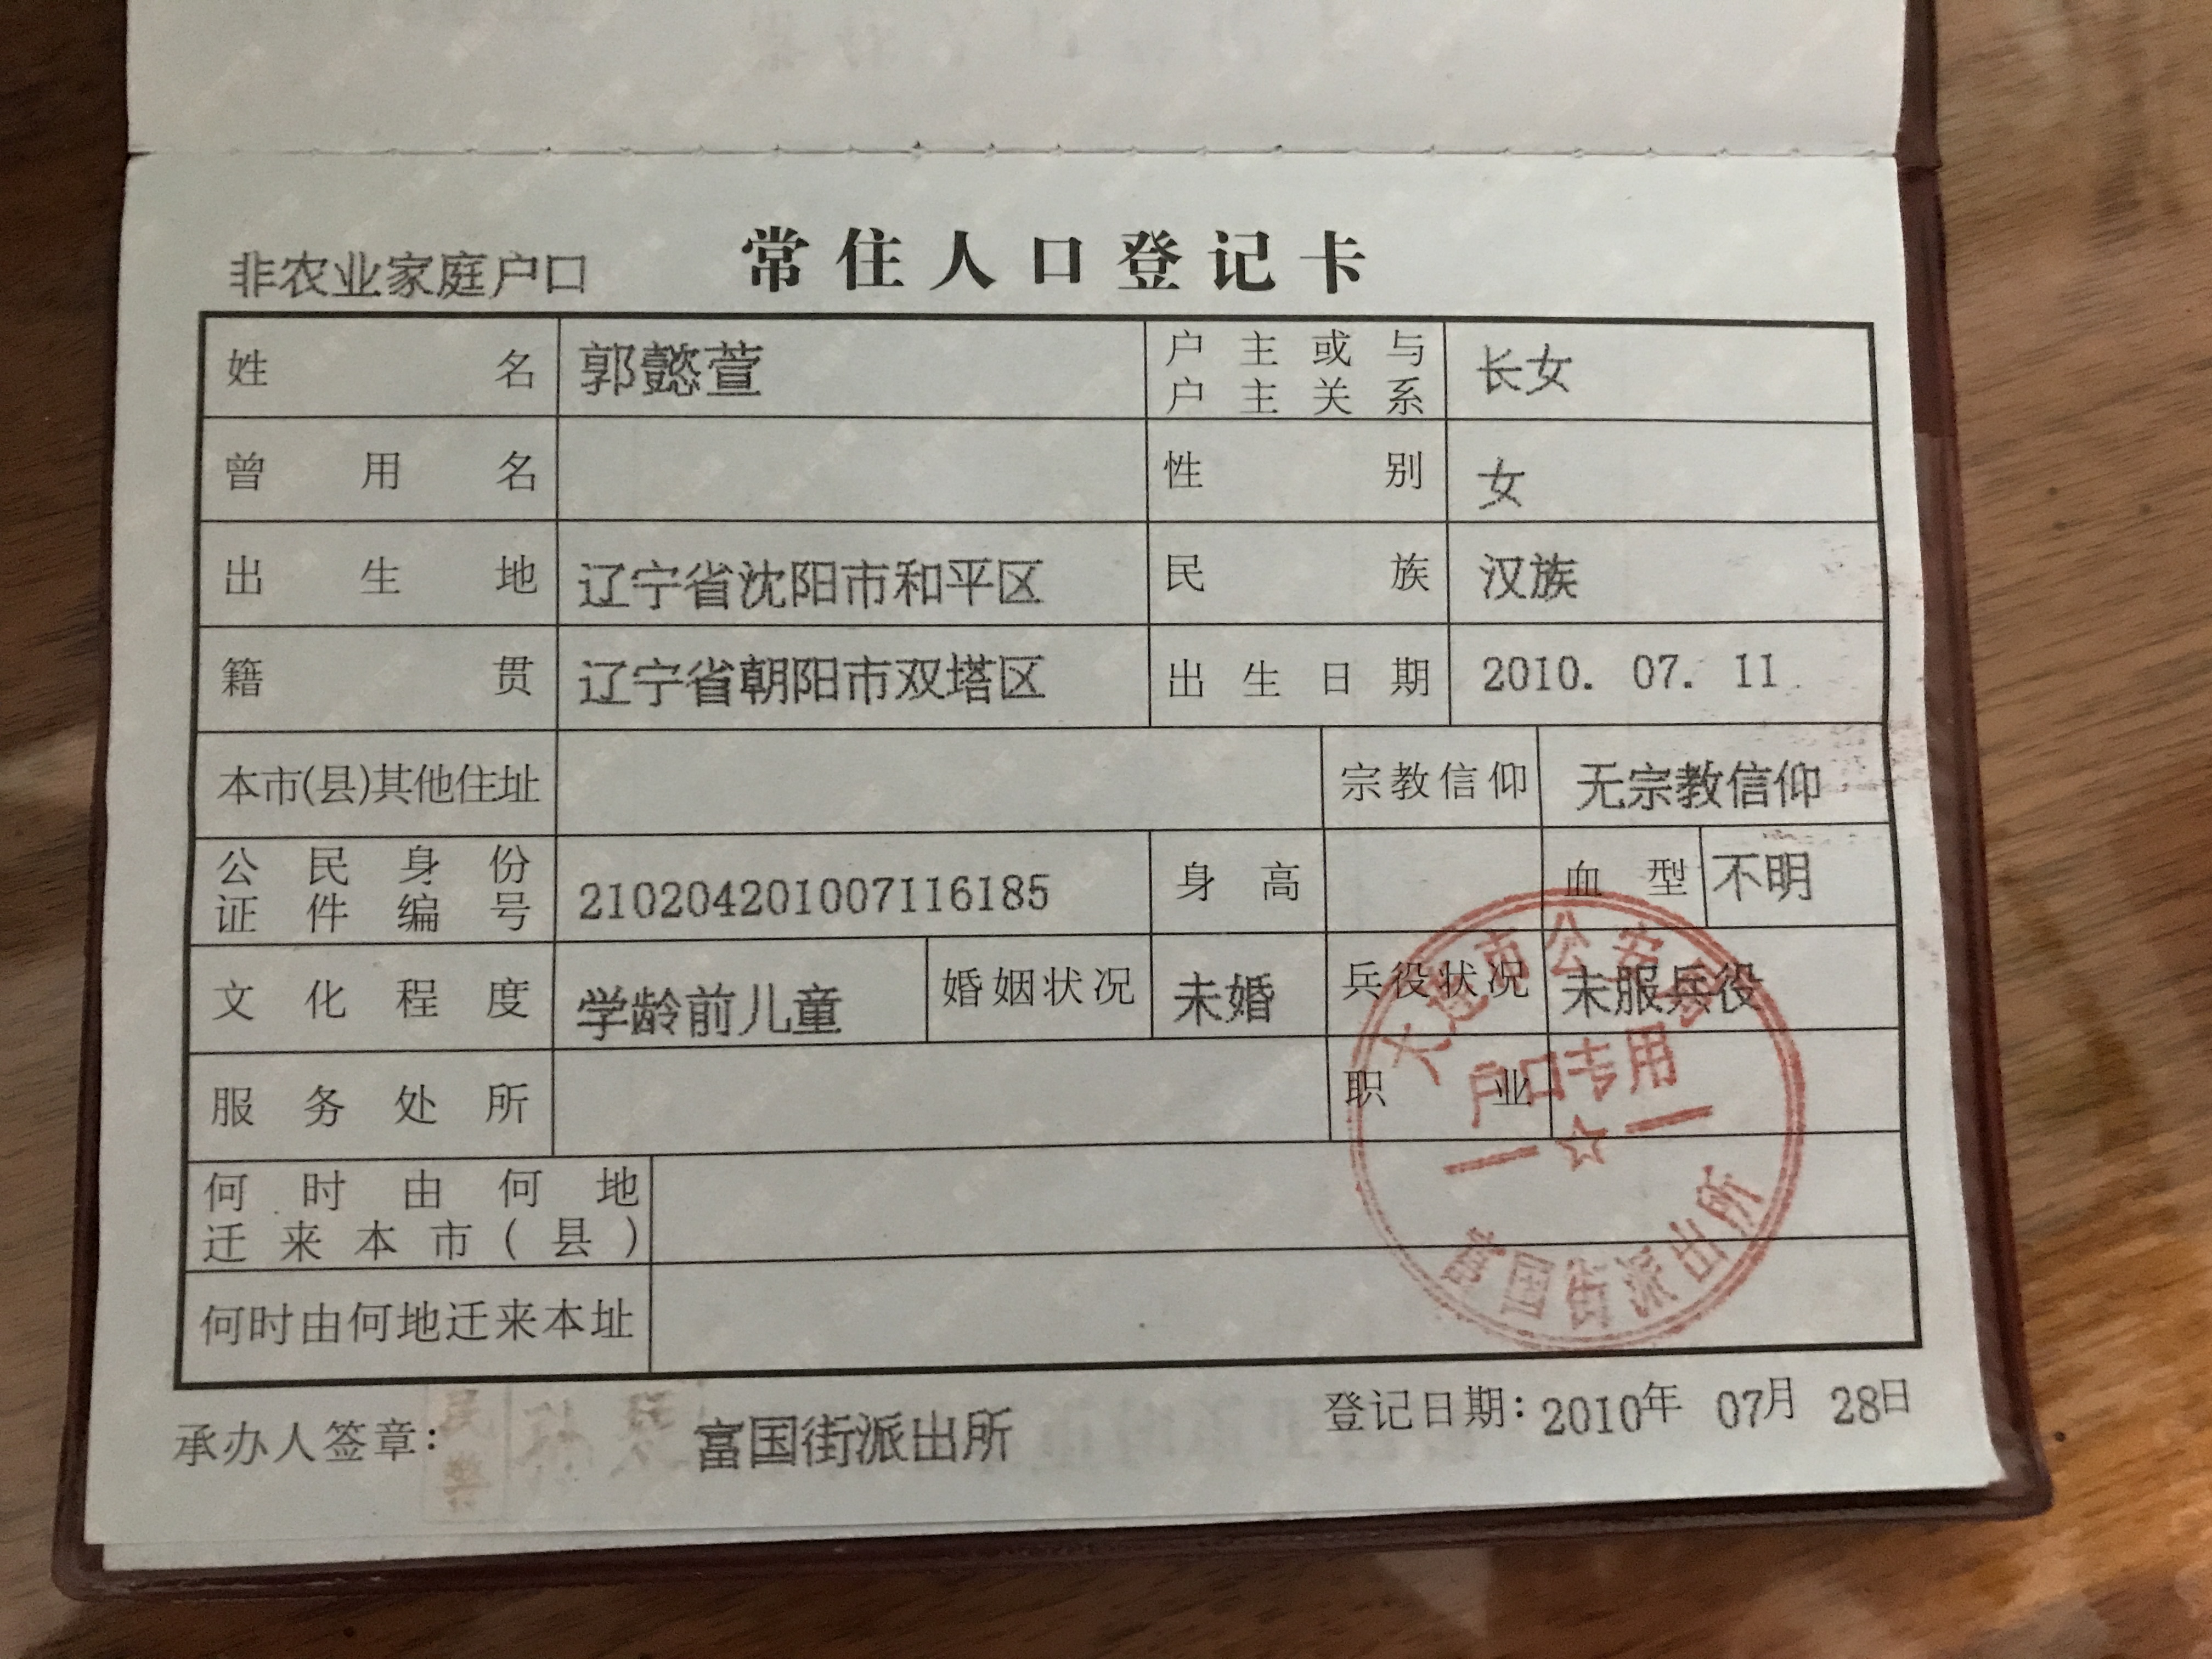 非农业家庭户口
常住人口登记卡
姓名 郭懿萱 户主或与户主关系 长女
曾用名 性别 女
出生地 辽宁省沈阳市和平区 民族 汉族
籍贯 辽宁省朝阳市双塔区 出生日期 2010. 07. 11
本市(县)其他住址 宗教信仰 无宗教信仰
公民身份证件编号 210204201007116185 身高 血型 不明
文化程度 学龄前儿童 婚姻状况 未婚 兵役状况 未服兵役
服务处所 职业
何时由何地迁来本市(县)
何时由何地迁来本址
大连市公安局
户口专用
富国街派出所
承办人签章: 富国街派出所 登记日期: 2010年 07月 28日